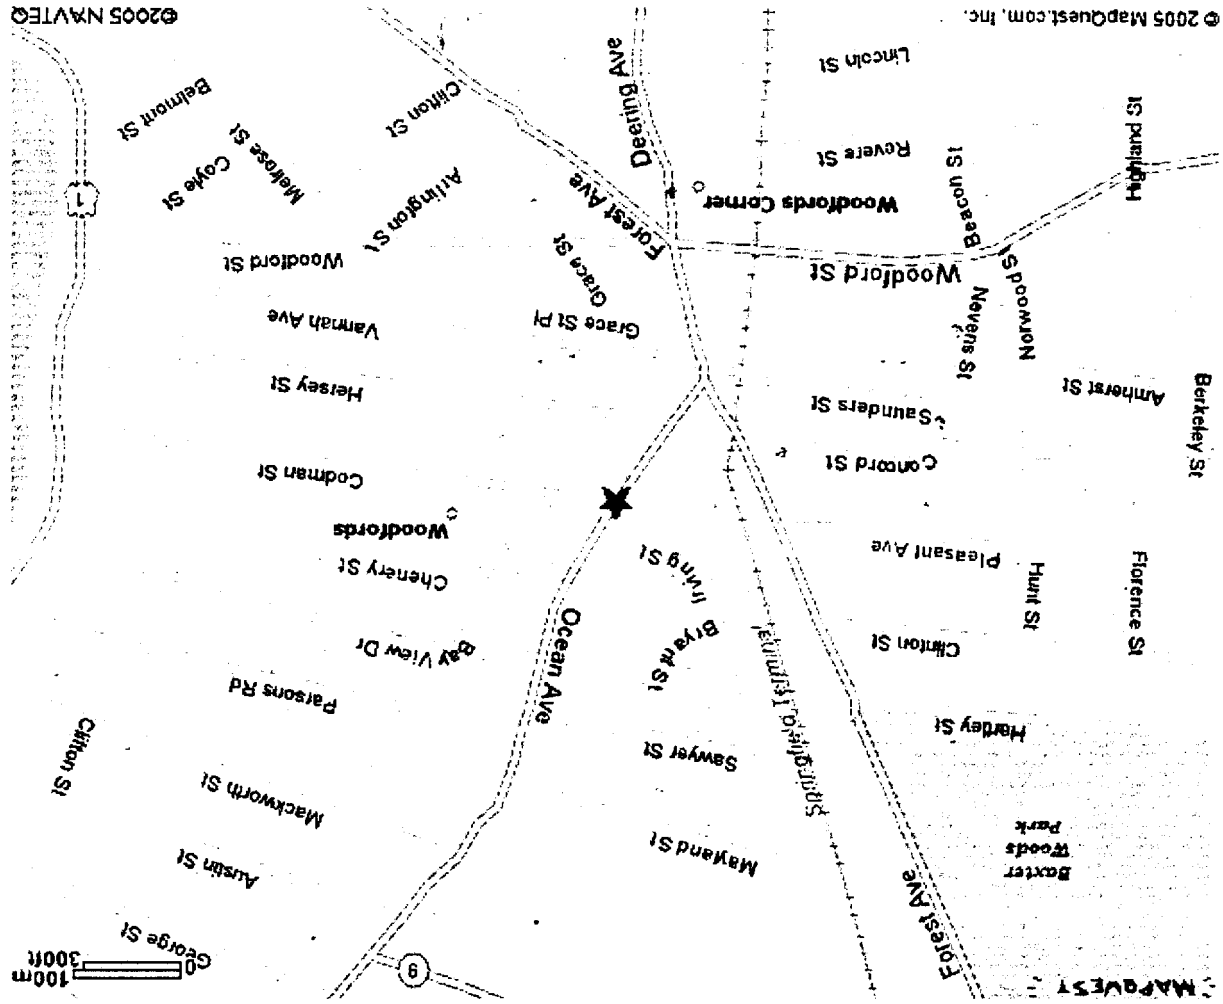 MAPQUEST
9
0
100m
300ft
George St
Forest Ave
Baxter
Woods
Park
Austin St
Mayland St
Mackworth St
Sawyer St
Hartley St
Springfield Terminal
Clifton St
Parsons Rd
Ocean Ave
Bryant St
Clinton St
Bay View Dr
Florence St
Hunt St
Irving St
Chenery St
Pleasant Ave
Woodfords
Codman St
Concord St
Saunders St
Berkeley St
Amherst St
Hersey St
Nevens St
Norwood St
Vannah Ave
Grace St Pl
Grace St
Woodford St
Woodford St
Forest Ave
Arlington St
Beacon St
Woodfords Corner
Highland St
Coyle St
Melrose St
Revere St
Deering Ave
Clifton St
Belmont St
Lincoln St
© 2005 MapQuest.com, Inc.
©2005 NAVTEQ
1